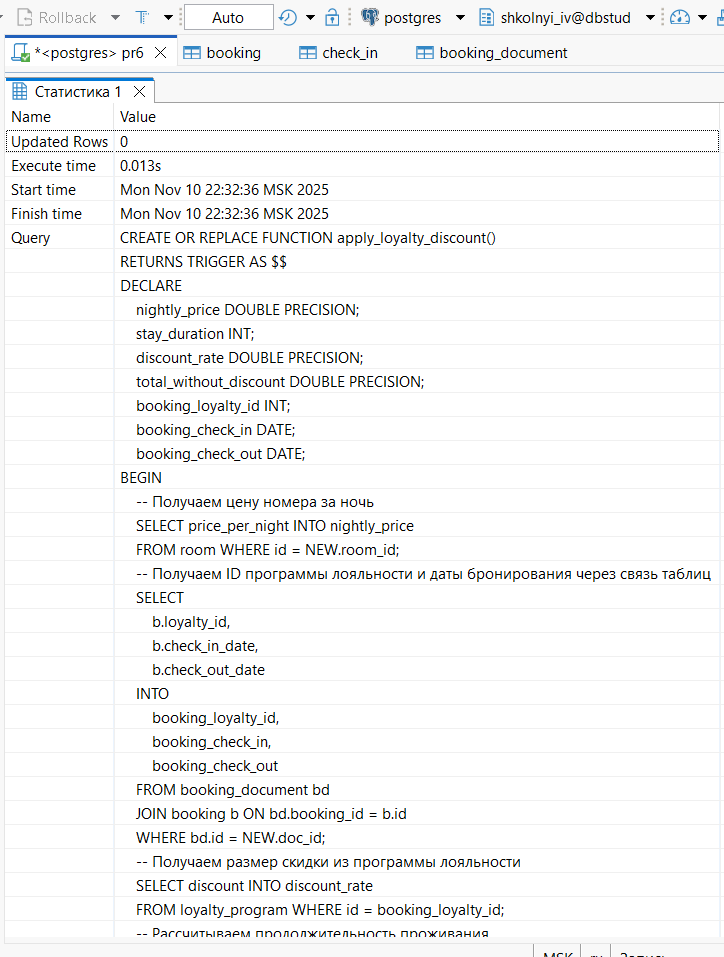 Rollback T Auto postgres shkolnyi_iv@dbstud
*<postgres> pr6 booking check_in booking_document
Статистика 1
Name Value
Updated Rows 0
Execute time 0.013s
Start time Mon Nov 10 22:32:36 MSK 2025
Finish time Mon Nov 10 22:32:36 MSK 2025
Query CREATE OR REPLACE FUNCTION apply_loyalty_discount()
RETURNS TRIGGER AS $$
DECLARE
nightly_price DOUBLE PRECISION;
stay_duration INT;
discount_rate DOUBLE PRECISION;
total_without_discount DOUBLE PRECISION;
booking_loyalty_id INT;
booking_check_in DATE;
booking_check_out DATE;
BEGIN
-- Получаем цену номера за ночь
SELECT price_per_night INTO nightly_price
FROM room WHERE id = NEW.room_id;
-- Получаем ID программы лояльности и даты бронирования через связь таблиц
SELECT
b.loyalty_id,
b.check_in_date,
b.check_out_date
INTO
booking_loyalty_id,
booking_check_in,
booking_check_out
FROM booking_document bd
JOIN booking b ON bd.booking_id = b.id
WHERE bd.id = NEW.doc_id;
-- Получаем размер скидки из программы лояльности
SELECT discount INTO discount_rate
FROM loyalty_program WHERE id = booking_loyalty_id;
-- Рассчитываем продолжительность проживания
MSK ru